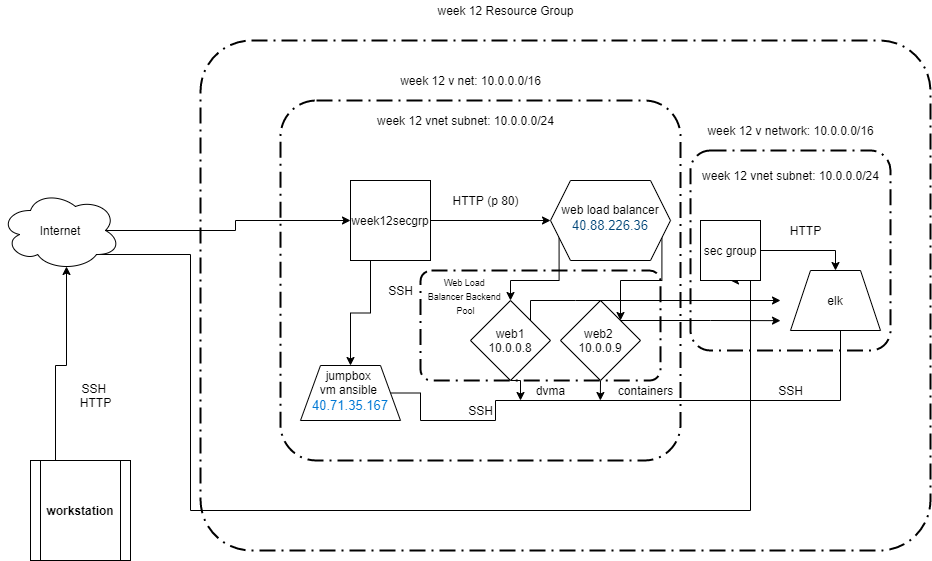 week 12 Resource Group
week 12 v net: 10.0.0.0/16
week 12 vnet subnet: 10.0.0.0/24
week 12 v network: 10.0.0.0/16
week 12 vnet subnet: 10.0.0.0/24
Internet
week12secgrp
HTTP (p 80)
web load balancer
40.88.226.36
sec group
HTTP
SSH
Web Load
Balancer Backend
Pool
elk
web1
10.0.0.8
web2
10.0.0.9
jumpbox
vm ansible
40.71.35.167
SSH
HTTP
dvma
containers
SSH
SSH
workstation